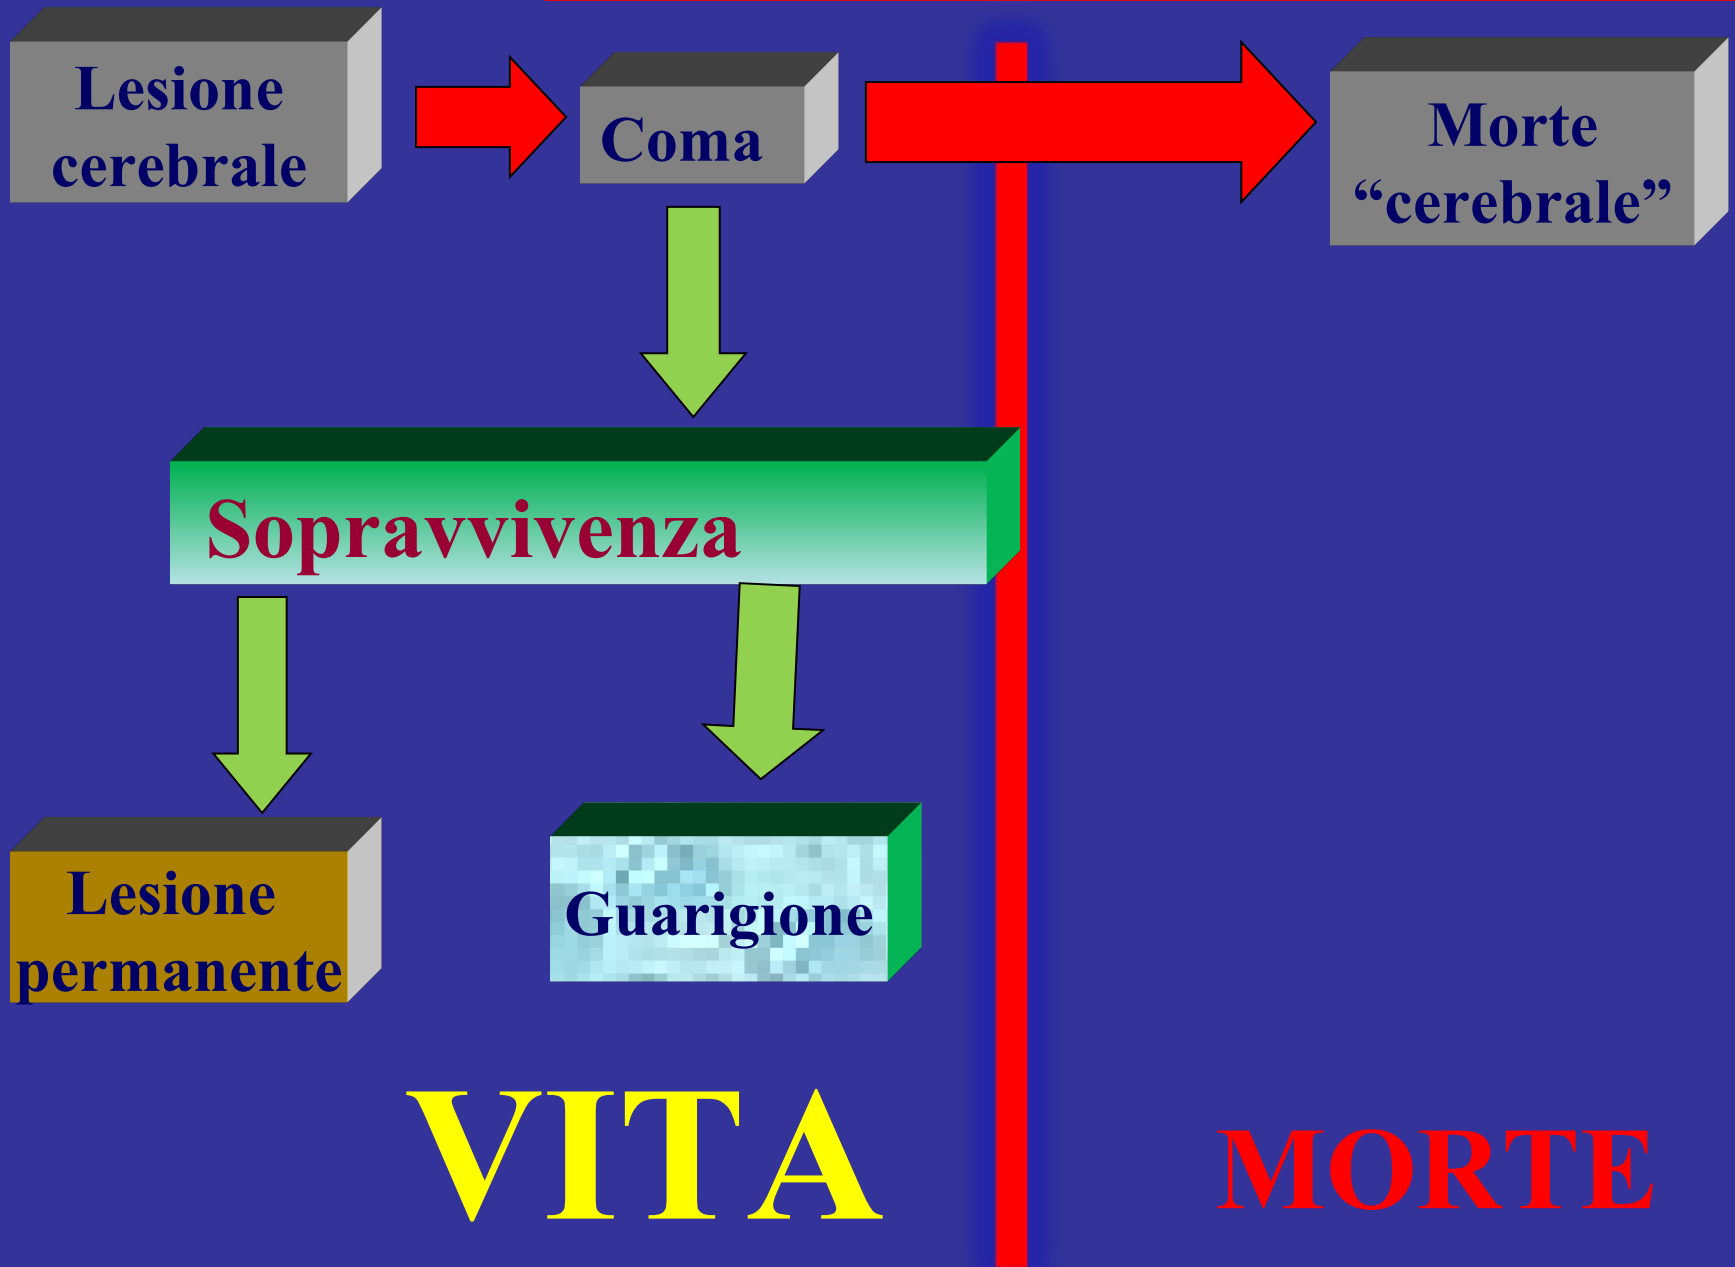 Lesione
cerebrale
Coma
Morte
“cerebrale”
Sopravvivenza
Lesione
permanente
Guarigione
VITA
MORTE